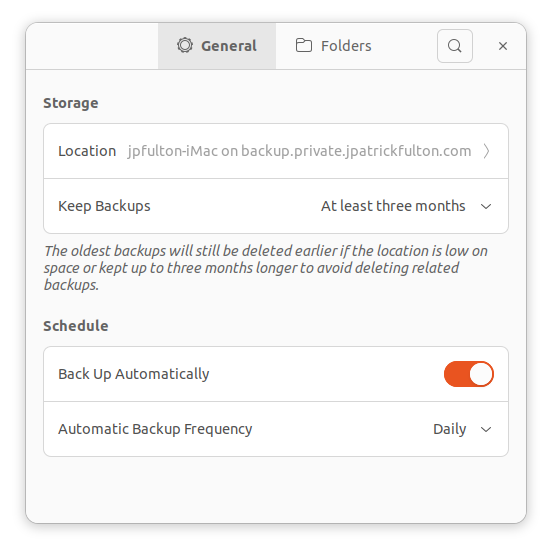 General
Folders
Storage
Location jpfulton-iMac on backup.private.jpatrickfulton.com
Keep Backups At least three months
The oldest backups will still be deleted earlier if the location is low on
space or kept up to three months longer to avoid deleting related
backups.
Schedule
Back Up Automatically
Automatic Backup Frequency Daily